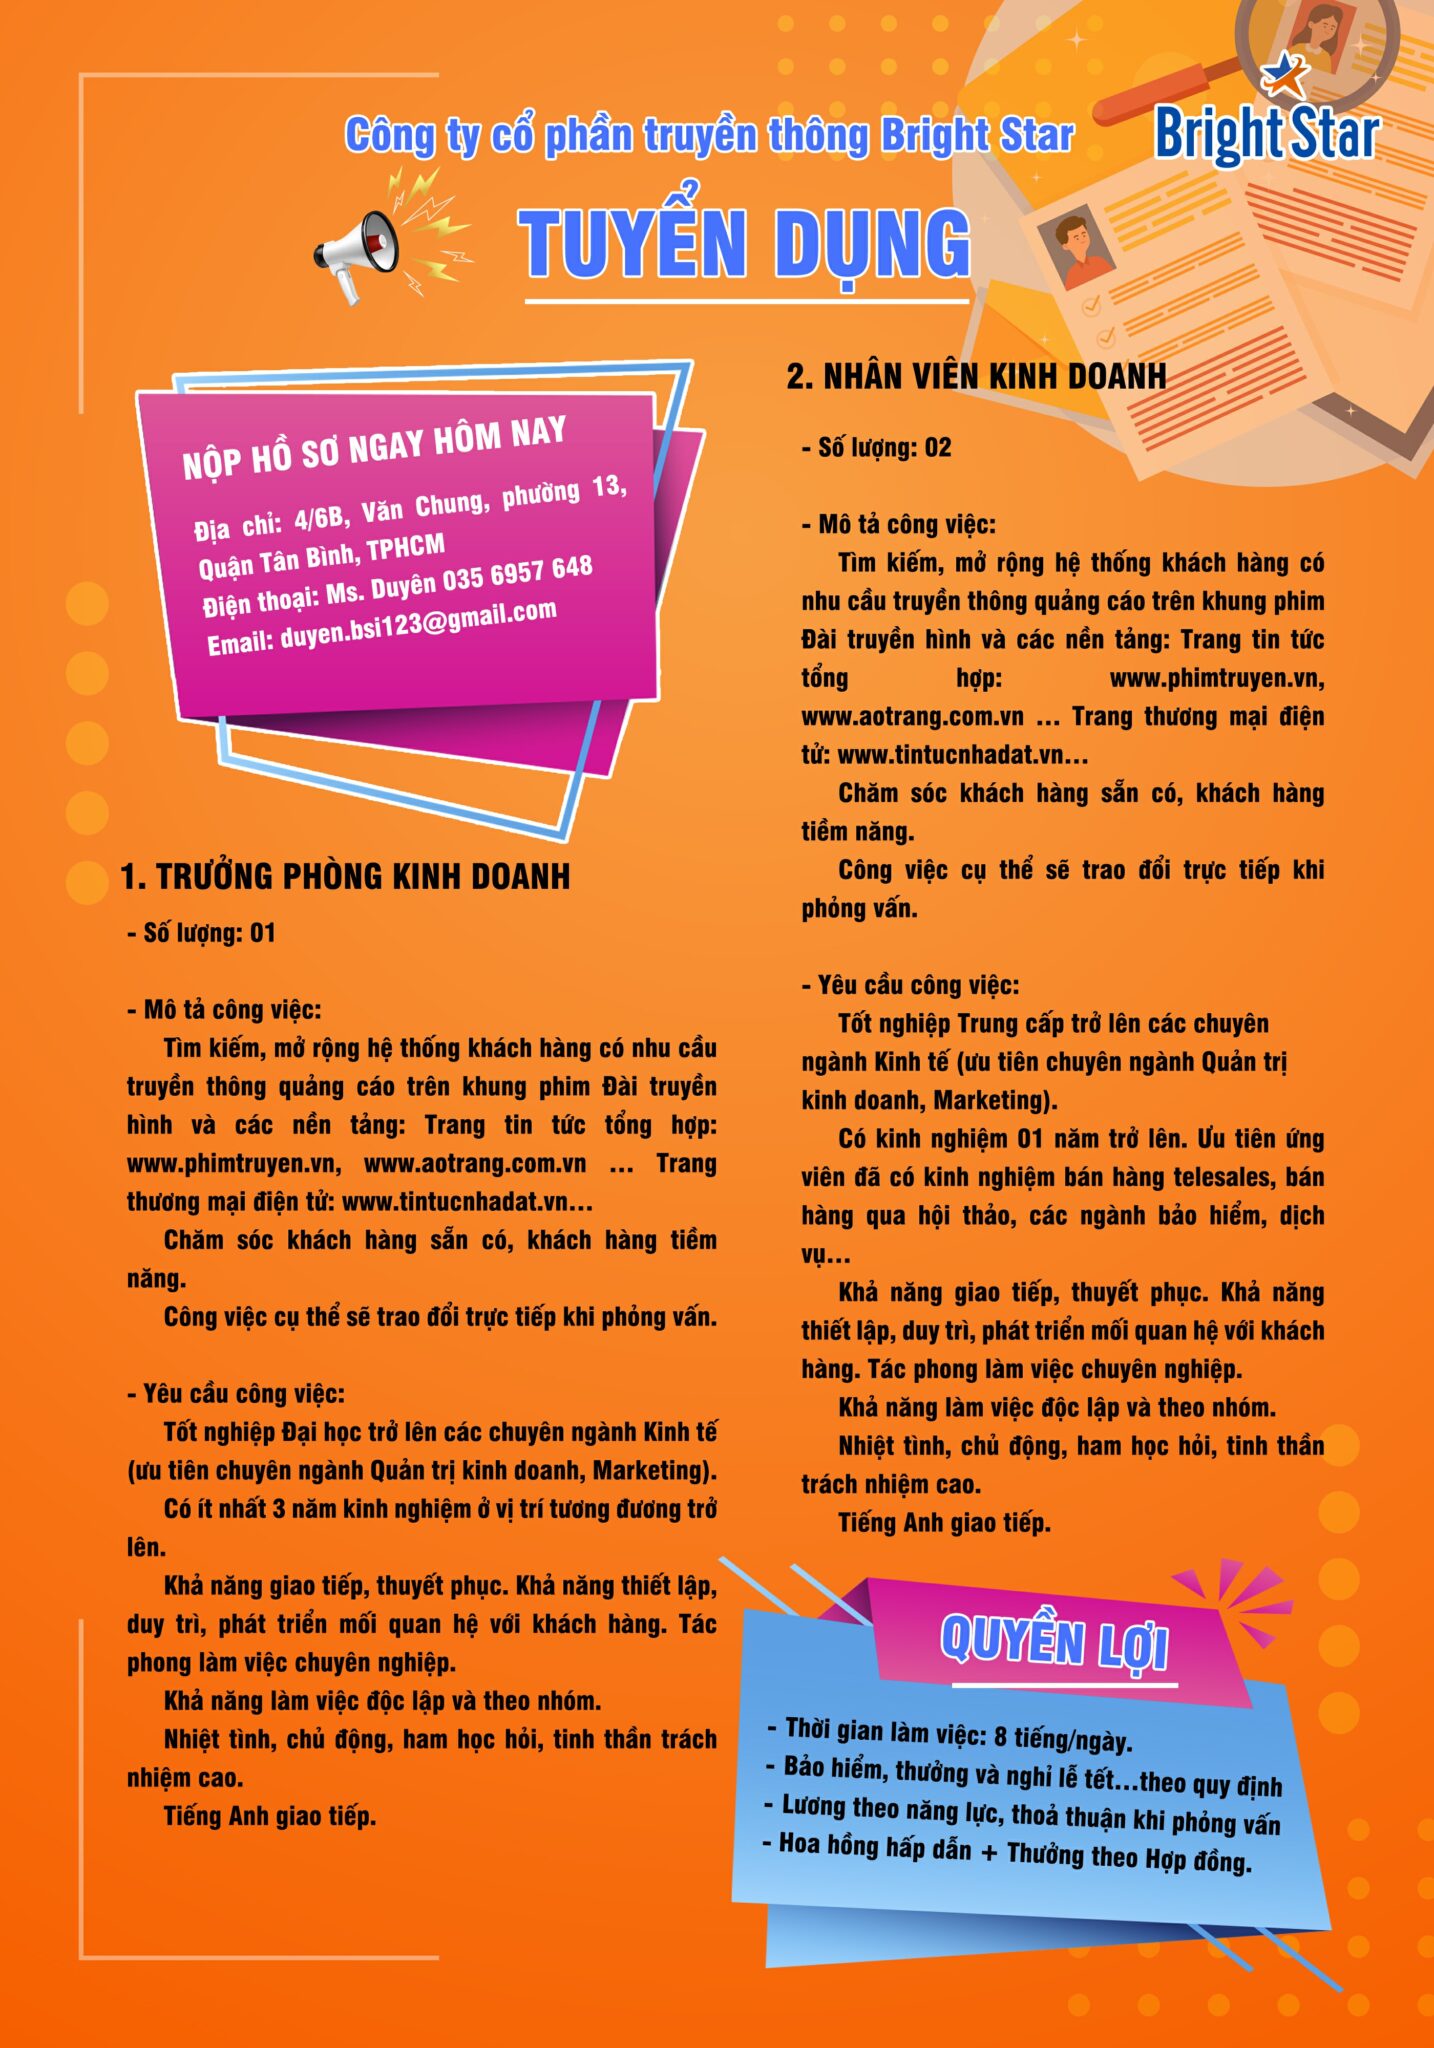 Công ty cổ phần truyền thông Bright Star
Bright Star
TUYỂN DỤNG
NỘP HỒ SƠ NGAY HÔM NAY
Địa chỉ: 4/6B, Văn Chung, phường 13,
Quận Tân Bình, TPHCM
Điện thoại: Ms. Duyên 035 6957 648
Email: duyen.bsi123@gmail.com
1. TRƯỞNG PHÒNG KINH DOANH
- Số lượng: 01
- Mô tả công việc:
Tìm kiếm, mở rộng hệ thống khách hàng có nhu cầu
truyền thông quảng cáo trên khung phim Đài truyền
hình và các nền tảng: Trang tin tức tổng hợp:
www.phimtruyen.vn, www.aotrang.com.vn ... Trang
thương mại điện tử: www.tintucnhadat.vn...
Chăm sóc khách hàng sẵn có, khách hàng tiềm
năng.
Công việc cụ thể sẽ trao đổi trực tiếp khi phỏng vấn.
- Yêu cầu công việc:
Tốt nghiệp Đại học trở lên các chuyên ngành Kinh tế
(ưu tiên chuyên ngành Quản trị kinh doanh, Marketing).
Có ít nhất 3 năm kinh nghiệm ở vị trí tương đương trở
lên.
Khả năng giao tiếp, thuyết phục. Khả năng thiết lập,
duy trì, phát triển mối quan hệ với khách hàng. Tác
phong làm việc chuyên nghiệp.
Khả năng làm việc độc lập và theo nhóm.
Nhiệt tình, chủ động, ham học hỏi, tinh thần trách
nhiệm cao.
Tiếng Anh giao tiếp.
2. NHÂN VIÊN KINH DOANH
- Số lượng: 02
- Mô tả công việc:
Tìm kiếm, mở rộng hệ thống khách hàng có
nhu cầu truyền thông quảng cáo trên khung phim
Đài truyền hình và các nền tảng: Trang tin tức
tổng hợp: www.phimtruyen.vn,
www.aotrang.com.vn ... Trang thương mại điện
tử: www.tintucnhadat.vn...
Chăm sóc khách hàng sẵn có, khách hàng
tiềm năng.
Công việc cụ thể sẽ trao đổi trực tiếp khi
phỏng vấn.
- Yêu cầu công việc:
Tốt nghiệp Trung cấp trở lên các chuyên
ngành Kinh tế (ưu tiên chuyên ngành Quản trị
kinh doanh, Marketing).
Có kinh nghiệm 01 năm trở lên. Ưu tiên ứng
viên đã có kinh nghiệm bán hàng telesales, bán
hàng qua hội thảo, các ngành bảo hiểm, dịch
vụ...
Khả năng giao tiếp, thuyết phục. Khả năng
thiết lập, duy trì, phát triển mối quan hệ với khách
hàng. Tác phong làm việc chuyên nghiệp.
Khả năng làm việc độc lập và theo nhóm.
Nhiệt tình, chủ động, ham học hỏi, tinh thần
trách nhiệm cao.
Tiếng Anh giao tiếp.
QUYỀN LỢI
- Thời gian làm việc: 8 tiếng/ngày.
- Bảo hiểm, thưởng và nghỉ lễ tết...theo quy định
- Lương theo năng lực, thoả thuận khi phỏng vấn
- Hoa hồng hấp dẫn + Thưởng theo Hợp đồng.